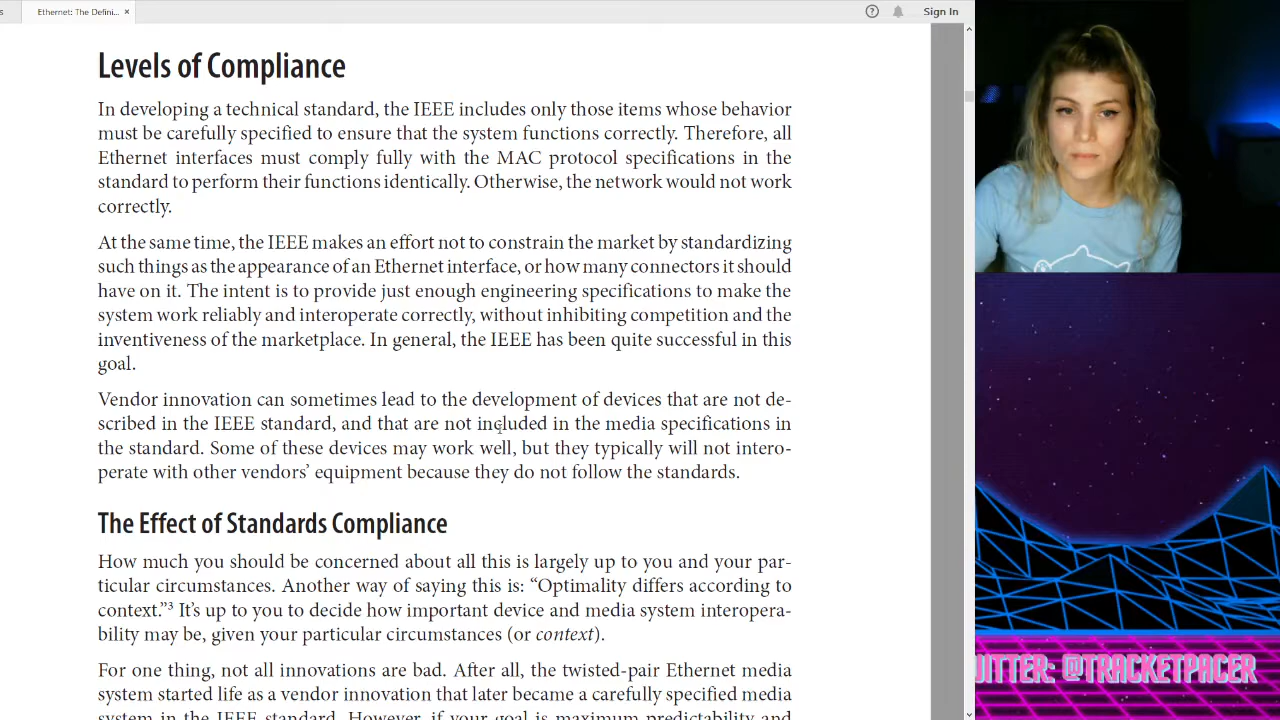 s
Ethernet: The Defini...
×
Sign In
Levels of Compliance
In developing a technical standard, the IEEE includes only those items whose behavior
must be carefully specified to ensure that the system functions correctly. Therefore, all
Ethernet interfaces must comply fully with the MAC protocol specifications in the
standard to perform their functions identically. Otherwise, the network would not work
correctly.
At the same time, the IEEE makes an effort not to constrain the market by standardizing
such things as the appearance of an Ethernet interface, or how many connectors it should
have on it. The intent is to provide just enough engineering specifications to make the
system work reliably and interoperate correctly, without inhibiting competition and the
inventiveness of the marketplace. In general, the IEEE has been quite successful in this
goal.
Vendor innovation can sometimes lead to the development of devices that are not de-
scribed in the IEEE standard, and that are not included in the media specifications in
the standard. Some of these devices may work well, but they typically will not intero-
perate with other vendors’ equipment because they do not follow the standards.
The Effect of Standards Compliance
How much you should be concerned about all this is largely up to you and your par-
ticular circumstances. Another way of saying this is: “Optimality differs according to
context.”³ It’s up to you to decide how important device and media system interopera-
bility may be, given your particular circumstances (or context).
For one thing, not all innovations are bad. After all, the twisted-pair Ethernet media
system started life as a vendor innovation that later became a carefully specified media
system in the IEEE standard. However, if your goal is maximum predictability and
WITTER: @TRACKETPACER